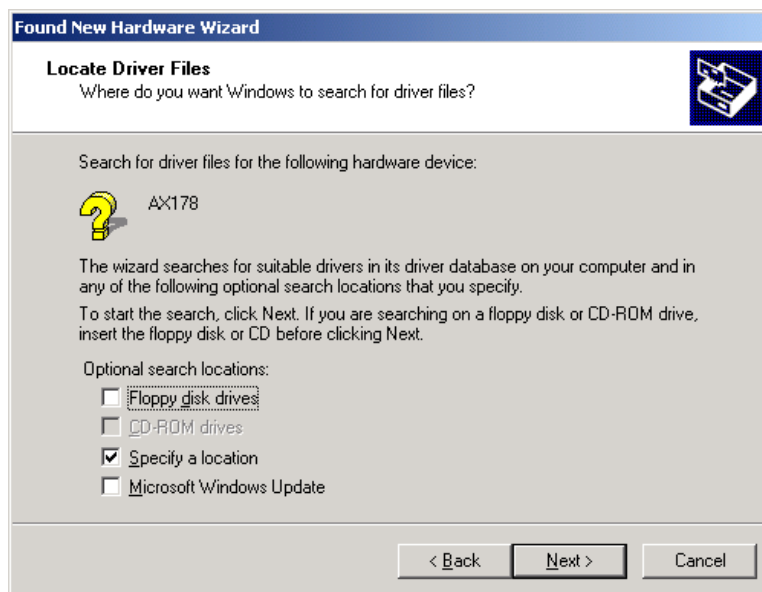 Found New Hardware Wizard
Locate Driver Files
Where do you want Windows to search for driver files?
Search for driver files for the following hardware device:
AX178
The wizard searches for suitable drivers in its driver database on your computer and in
any of the following optional search locations that you specify.
To start the search, click Next. If you are searching on a floppy disk or CD-ROM drive,
insert the floppy disk or CD before clicking Next.
Optional search locations:
Floppy disk drives
CD-ROM drives
Specify a location
Microsoft Windows Update
< Back Next > Cancel